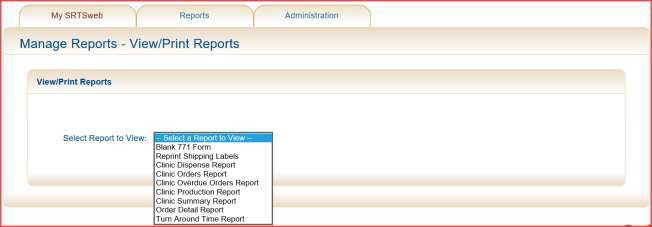 My SRTSweb Reports Administration
Manage Reports - View/Print Reports
View/Print Reports
Select Report to View: -- Select a Report to View --
Blank 771 Form
Reprint Shipping Labels
Clinic Dispense Report
Clinic Orders Report
Clinic Overdue Orders Report
Clinic Production Report
Clinic Summary Report
Order Detail Report
Turn Around Time Report